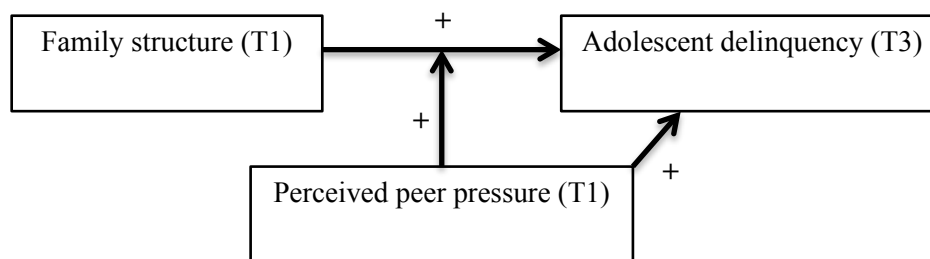 +
Family structure (T1)
Adolescent delinquency (T3)
+
+
Perceived peer pressure (T1)